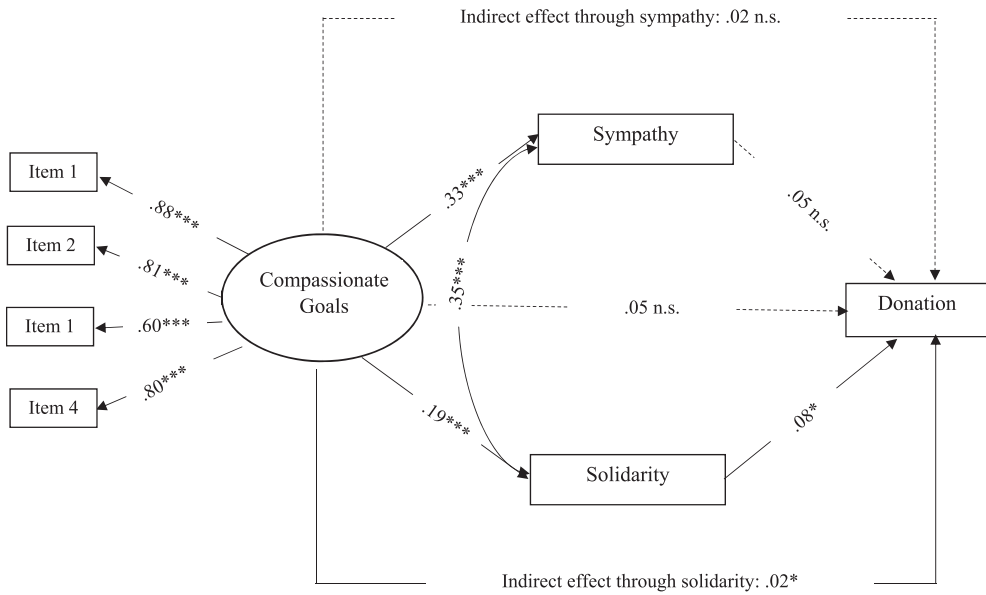 Indirect effect through sympathy: .02 n.s.
Sympathy
Item 1
.33***
.88***
.05 n.s.
Item 2
.81***
Compassionate
Goals
.35***
Donation
Item 1
.60***
.05 n.s.
.80***
Item 4
.19***
.08*
Solidarity
Indirect effect through solidarity: .02*